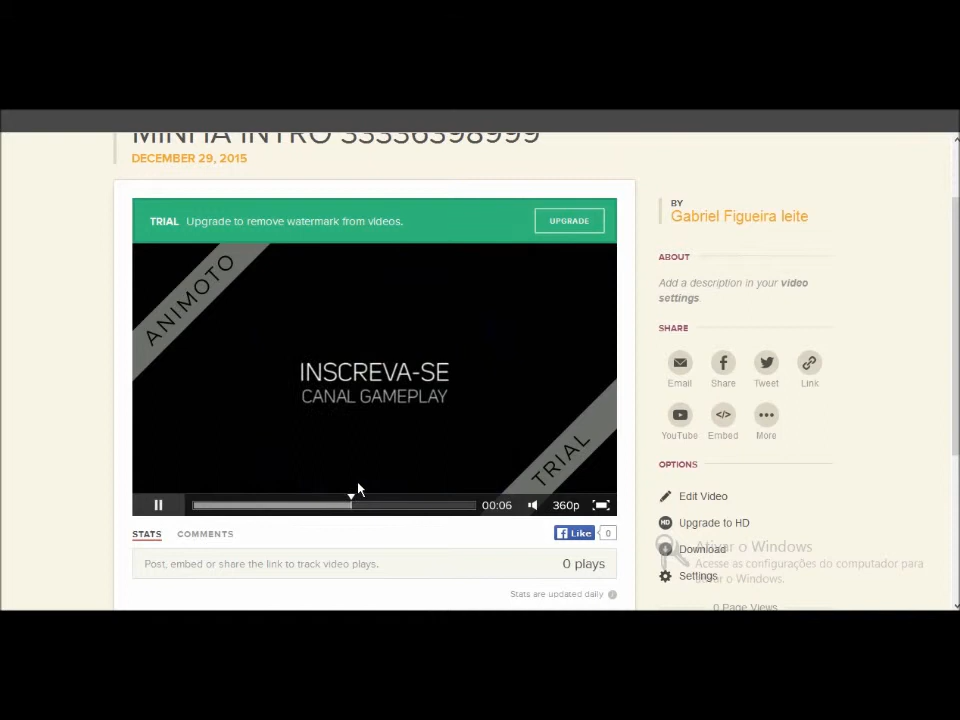 MINHA INTRO 33336398999
DECEMBER 29, 2015
TRIAL Upgrade to remove watermark from videos.
UPGRADE
ANIMOTO
INSCREVA-SE
CANAL GAMEPLAY
TRIAL
00:06
360p
STATS COMMENTS
Like 0
Post, embed or share the link to track video plays.
0 plays
Stats are updated daily i
BY
Gabriel Figueira leite
ABOUT
Add a description in your video
settings
SHARE
Email Share Tweet Link
YouTube Embed More
OPTIONS
Edit Video
HD Upgrade to HD
Download
Settings
Ativar o Windows
Acesse as configurações do computador para
ativar o Windows.
0 Page Views